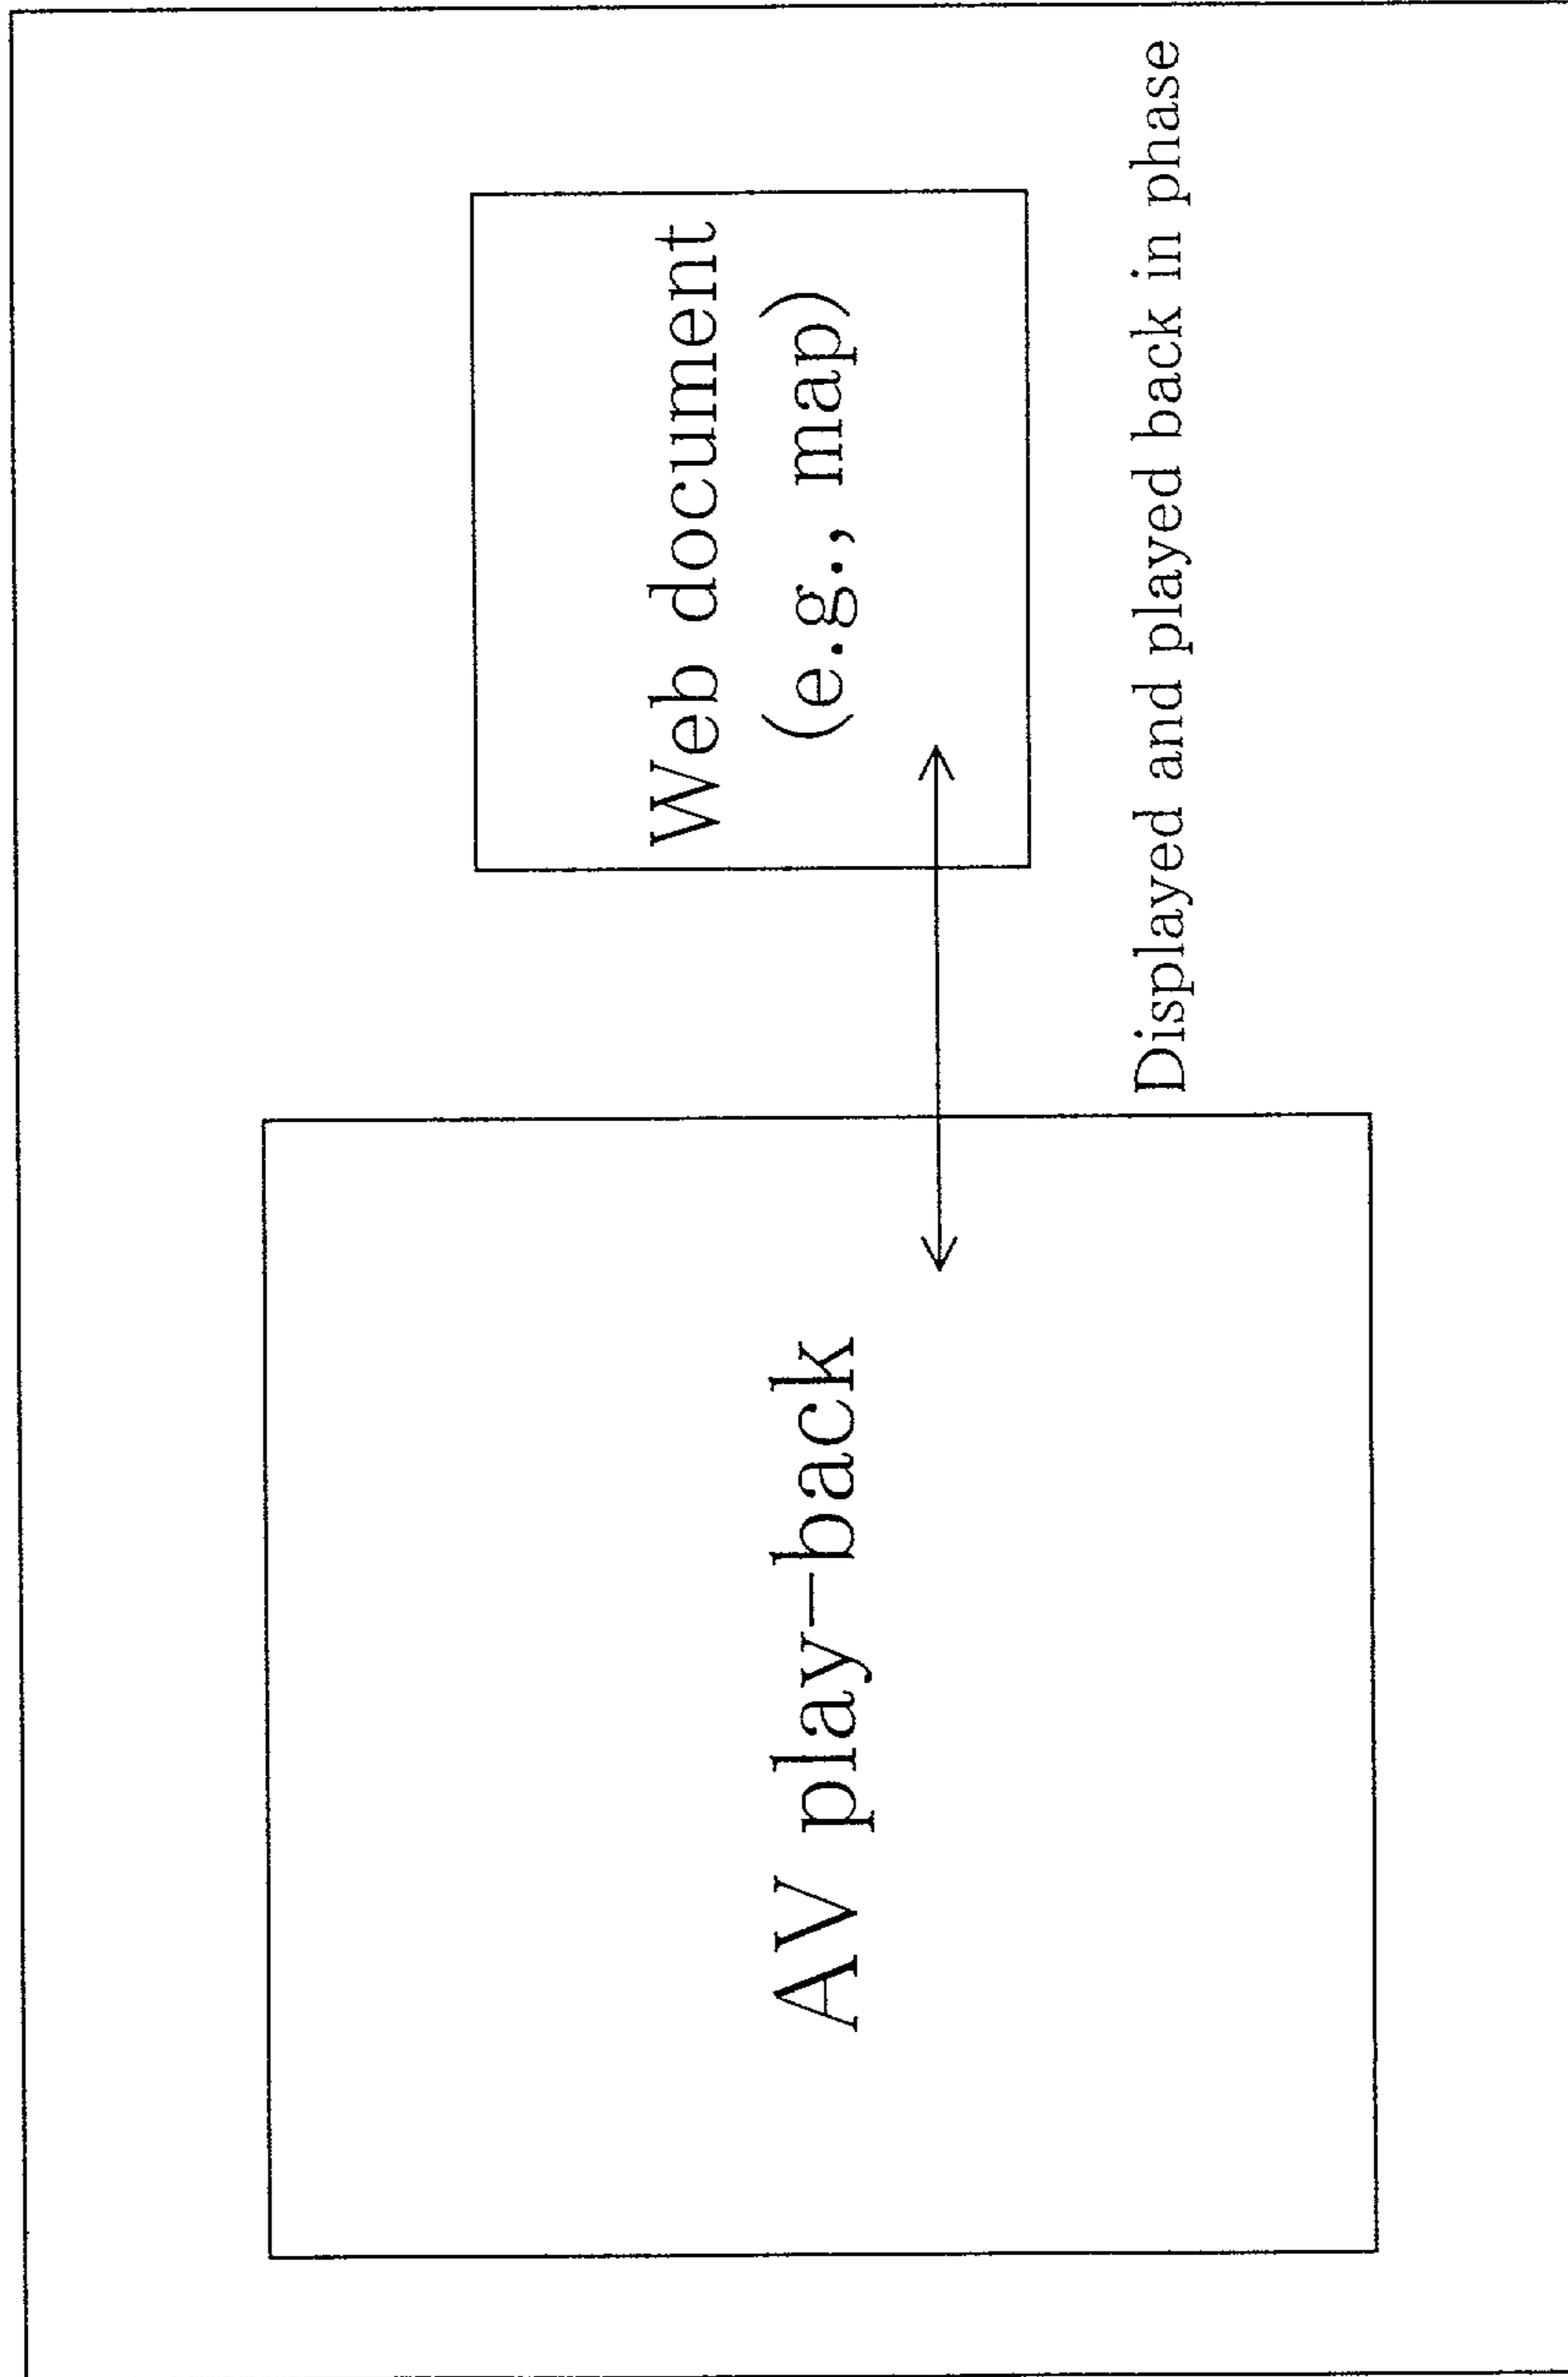 AV play-back
Web document
(e.g., map)
Displayed and played back in phase